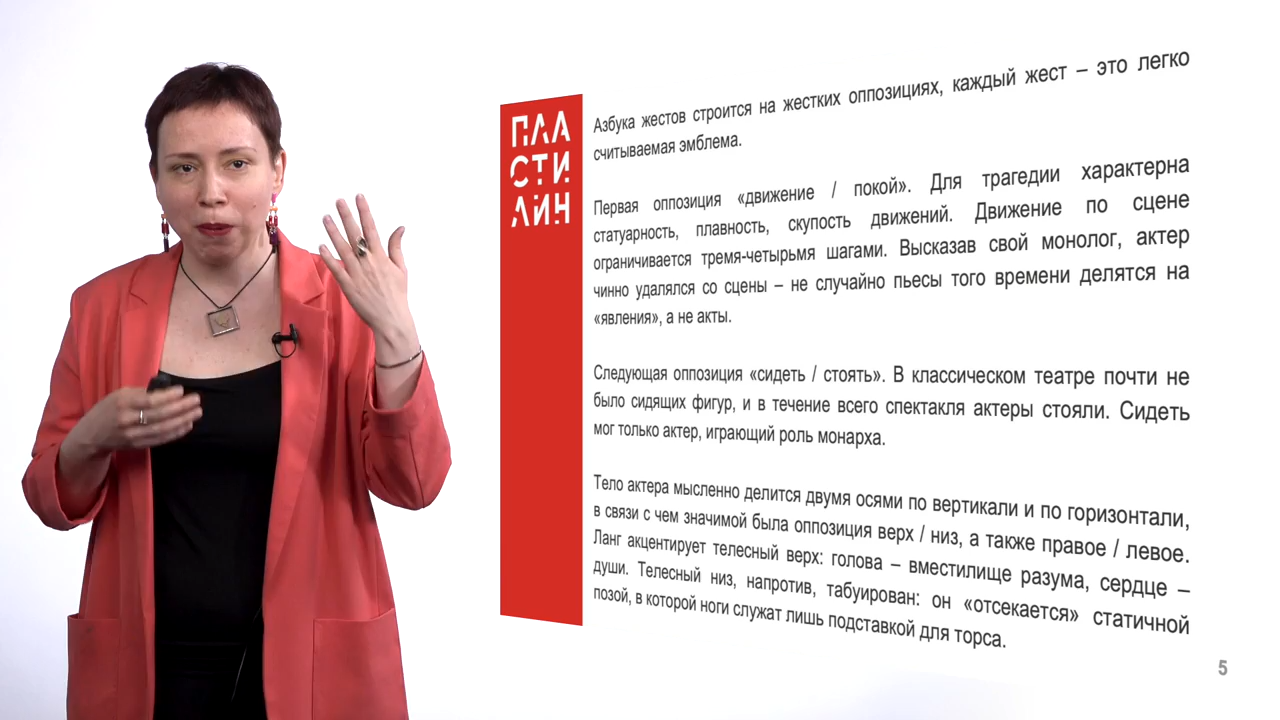 ПЛА
СТИ
ЛИН
Азбука жестов строится на жестких оппозициях, каждый жест – это легко
считываемая эмблема.
Первая оппозиция «движение / покой». Для трагедии характерна
статуарность, плавность, скупость движений. Движение по сцене
ограничивается тремя-четырьмя шагами. Высказав свой монолог, актер
чинно удалялся со сцены – не случайно пьесы того времени делятся на
«явления», а не акты.
Следующая оппозиция «сидеть / стоять». В классическом театре почти не
было сидящих фигур, и в течение всего спектакля актеры стояли. Сидеть
мог только актер, играющий роль монарха.
Тело актера мысленно делится двумя осями по вертикали и по горизонтали,
в связи с чем значимой была оппозиция верх / низ, а также правое / левое.
Ланг акцентирует телесный верх: голова – вместилище разума, сердце –
души. Телесный низ, напротив, табуирован: он «отсекается» статичной
позой, в которой ноги служат лишь подставкой для торса.
5